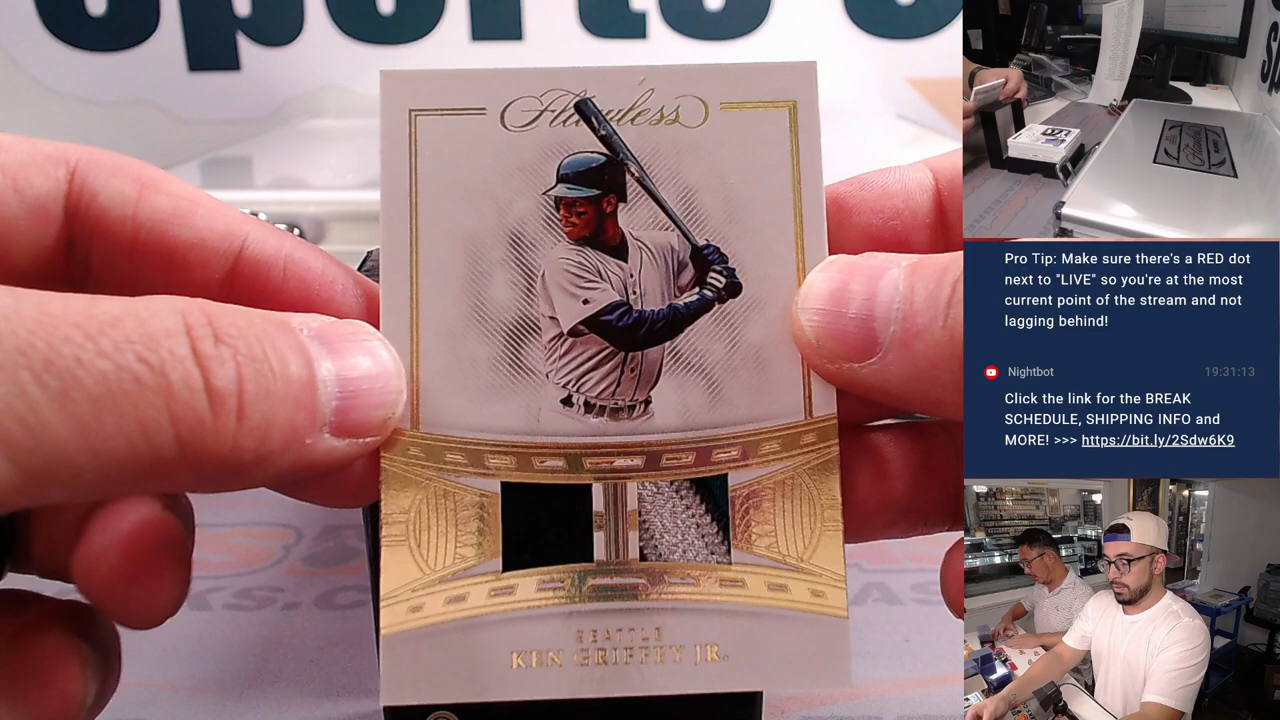 Flawless
SEATTLE
KEN GRIFFEY JR.
Pro Tip: Make sure there's a RED dot
next to "LIVE" so you're at the most
current point of the stream and not
lagging behind!
Nightbot
19:31:13
Click the link for the BREAK
SCHEDULE, SHIPPING INFO and
MORE! >>> https://bit.ly/2Sdw6K9
Flawless